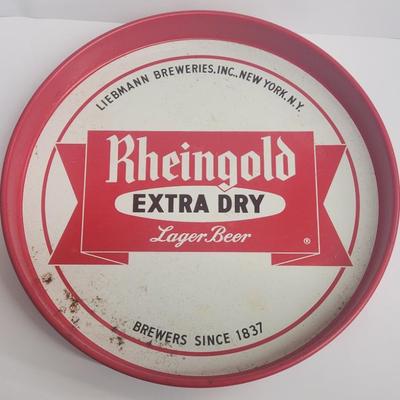 LIEBMANN BREWERIES, INC., NEW YORK, N.Y.
Rheingold
EXTRA DRY
Lager Beer
®
BREWERS SINCE 1837